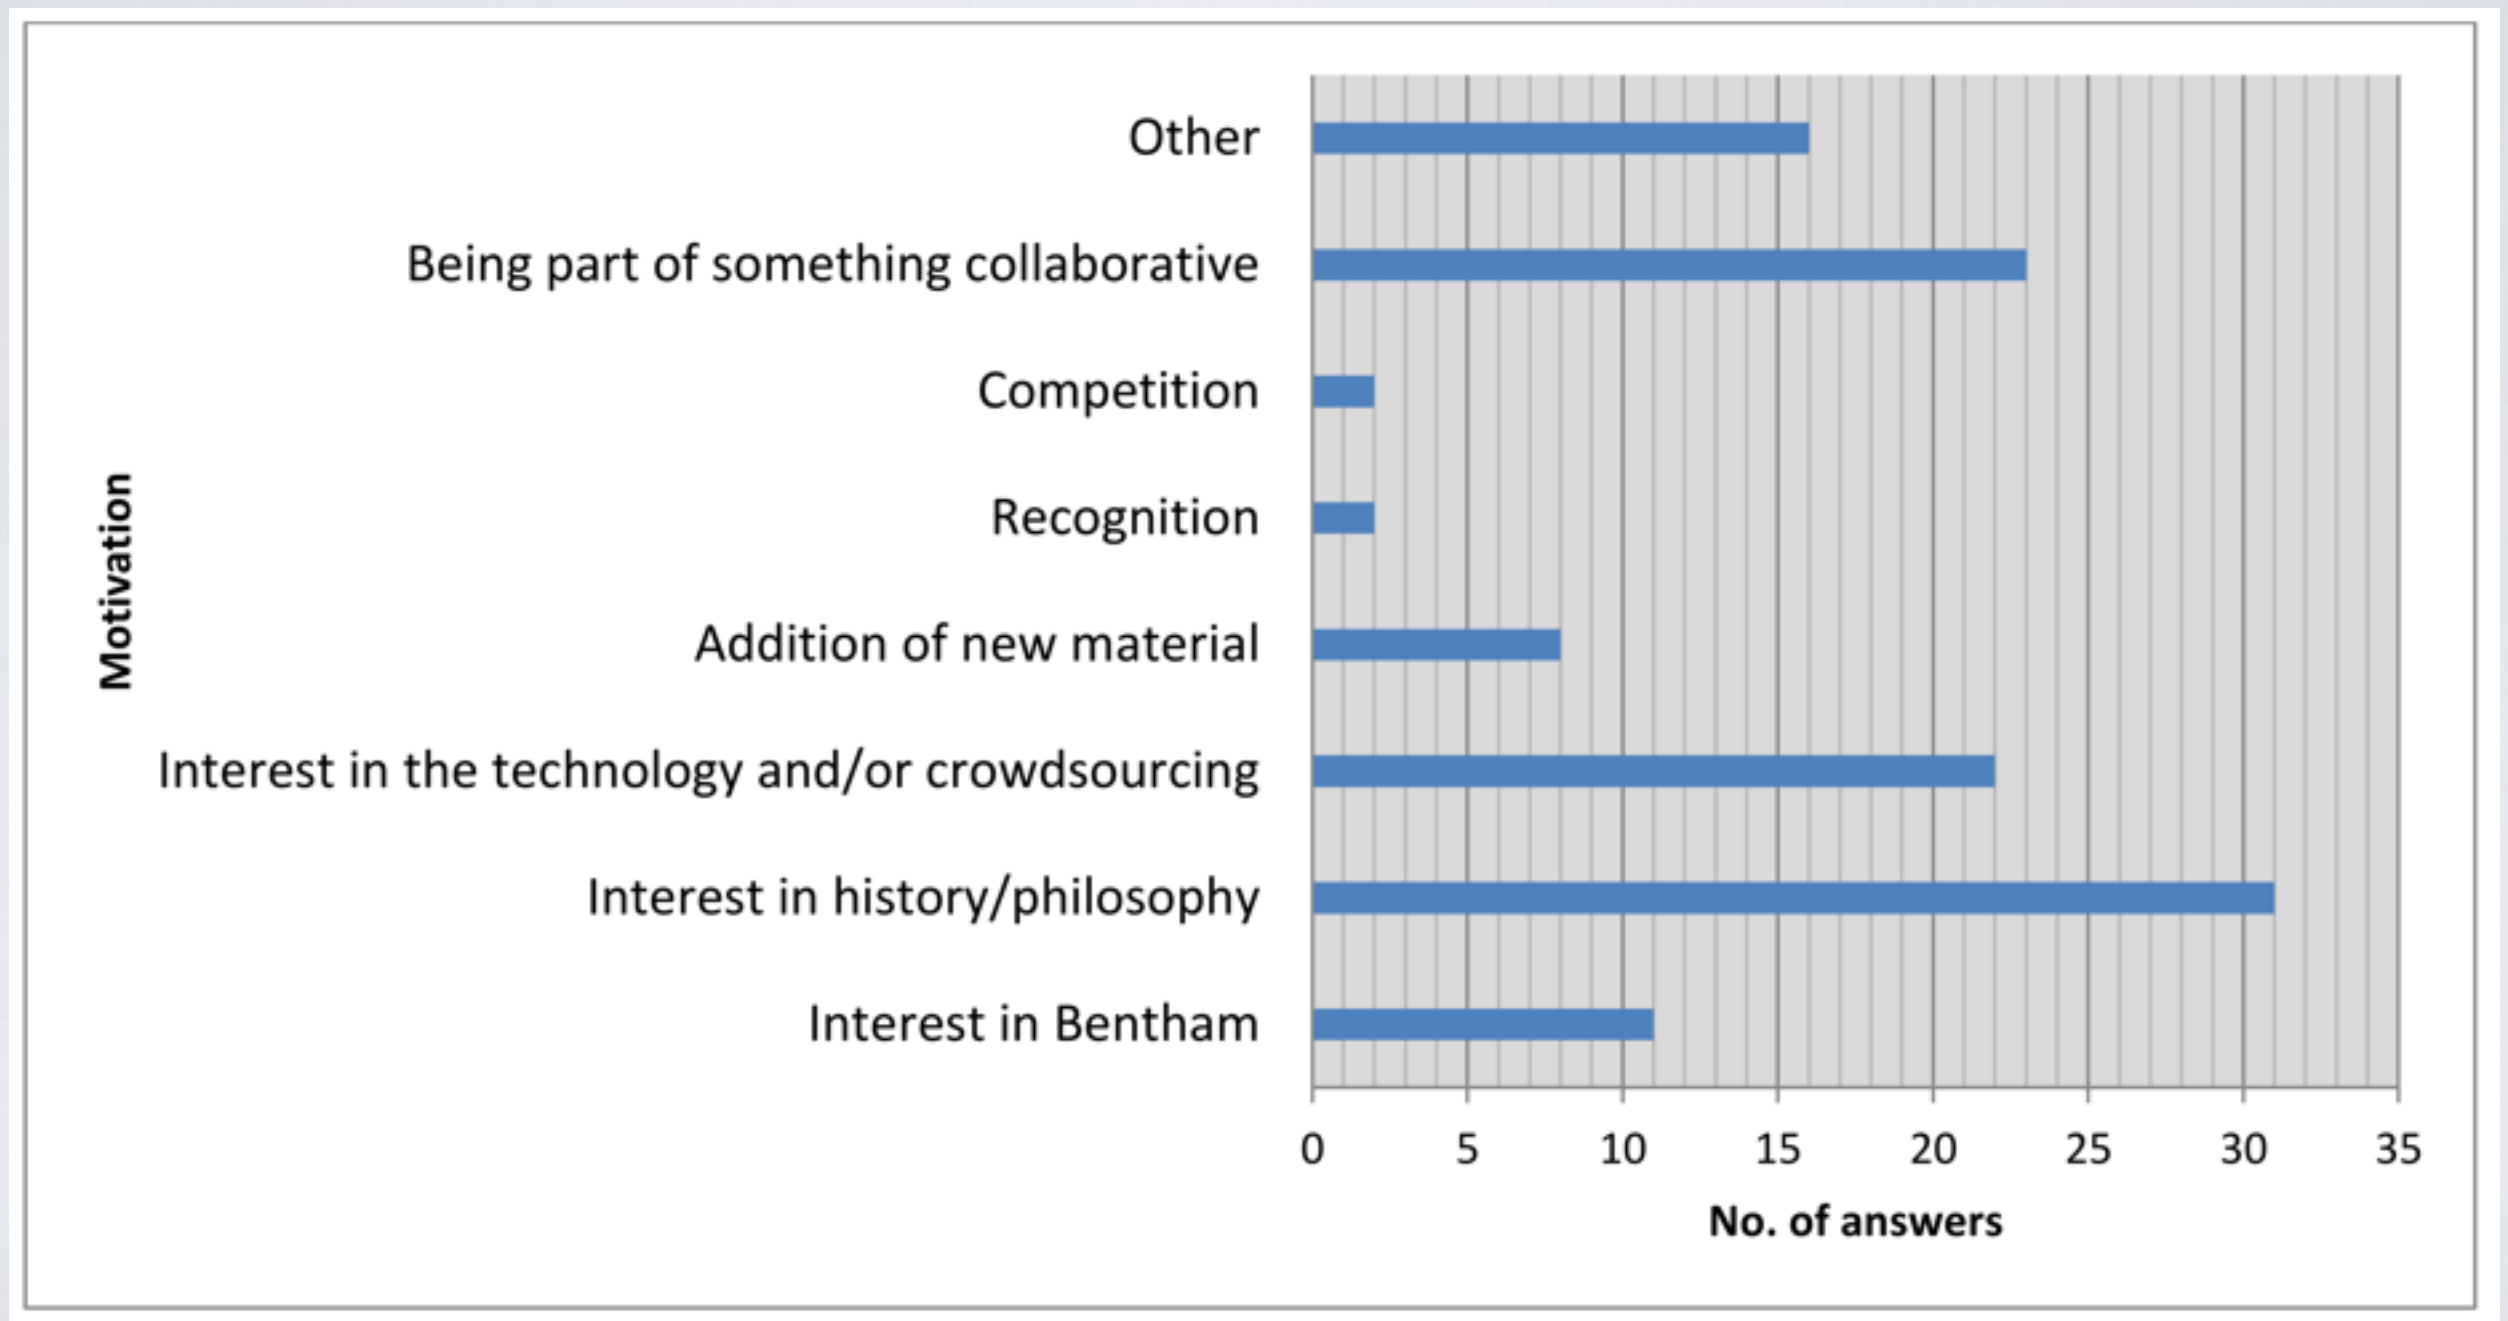 Motivation
Other
Being part of something collaborative
Competition
Recognition
Addition of new material
Interest in the technology and/or crowdsourcing
Interest in history/philosophy
Interest in Bentham
0 5 10 15 20 25 30 35
No. of answers